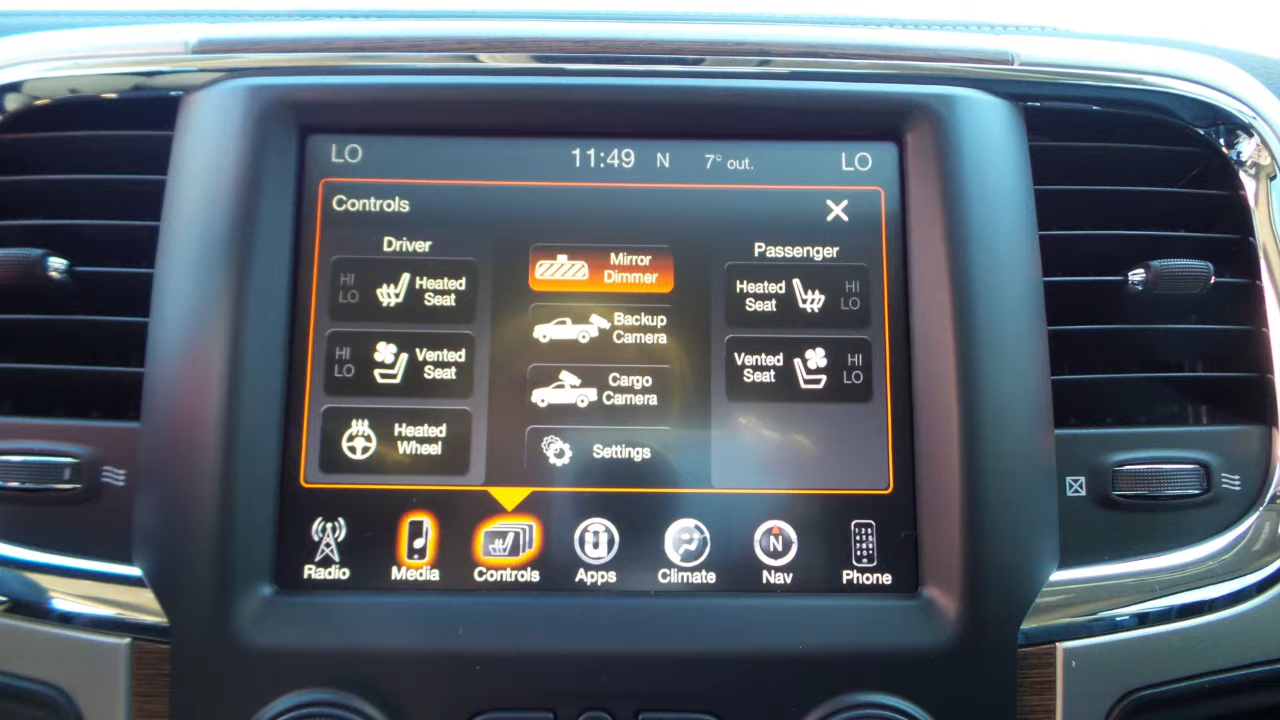 LO 11:49 N 7° out. LO
Controls
Driver
HI
LO
Heated
Seat
HI
LO
Vented
Seat
Heated
Wheel
Mirror
Dimmer
Backup
Camera
Cargo
Camera
Settings
Passenger
Heated
Seat
HI
LO
Vented
Seat
HI
LO
Radio Media Controls Apps Climate Nav Phone
N